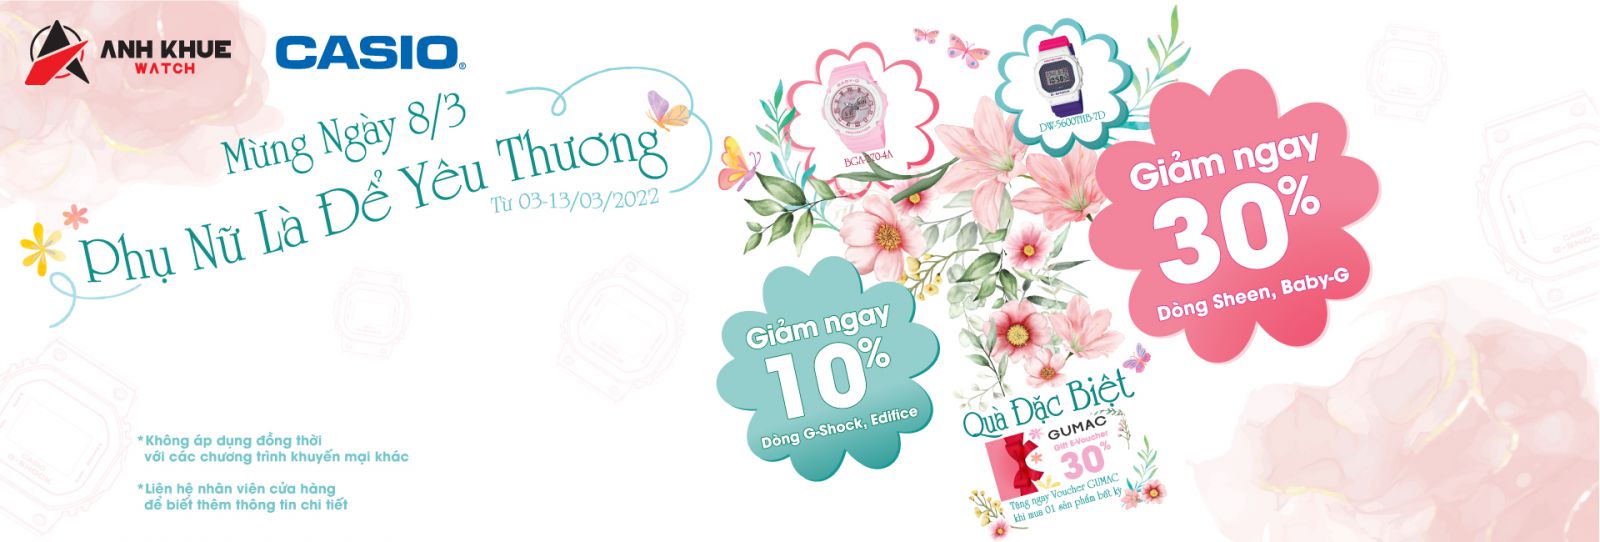 ANH KHUE
WATCH
CASIO
Mừng Ngày 8/3
Phụ Nữ Là Để Yêu Thương
Từ 03-13/03/2022
BABY-G
DW-5600THB-7D
Giảm ngay
30%
Dòng Sheen, Baby-G
Giảm ngay
10%
Dòng G-Shock, Edifice
Quà Đặc Biệt
GUMAC
Gift E-Voucher
30%
Tặng ngay Voucher GUMAC
khi mua 01 sản phẩm bất kỳ
*Không áp dụng đồng thời
với các chương trình khuyến mại khác
*Liên hệ nhân viên cửa hàng
để biết thêm thông tin chi tiết